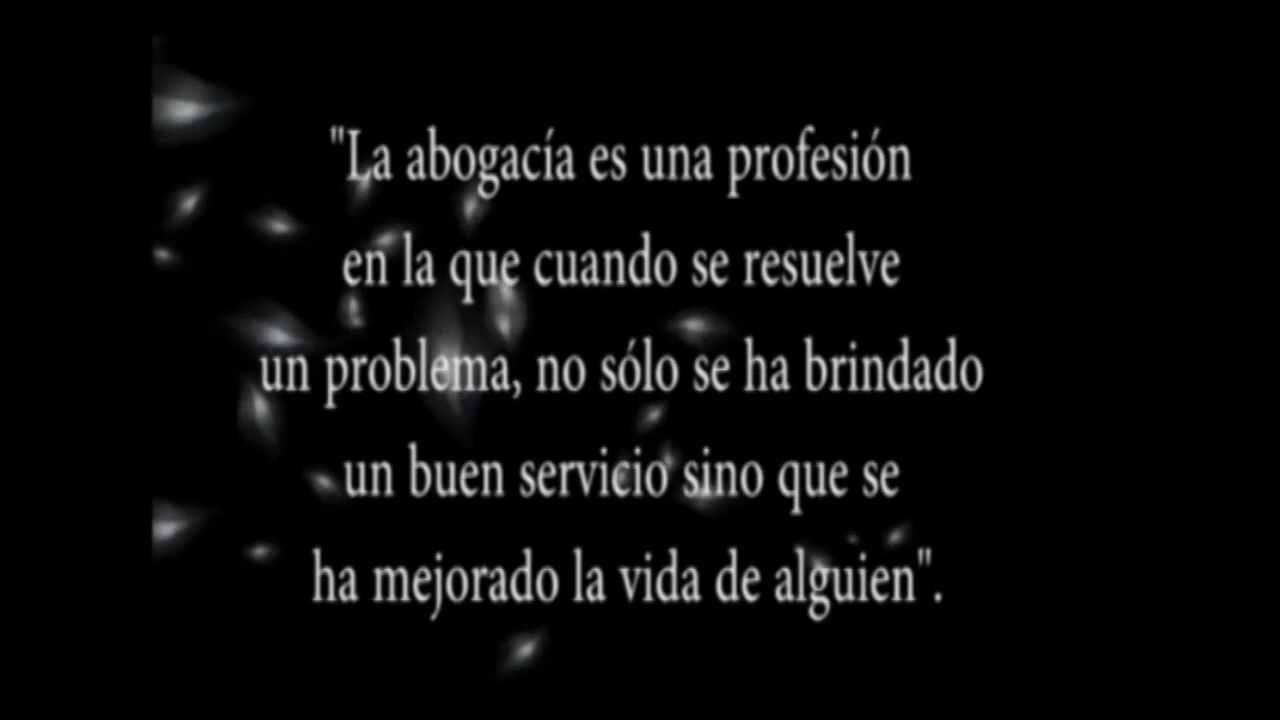 "La abogacía es una profesión
en la que cuando se resuelve
un problema, no sólo se ha brindado
un buen servicio sino que se
ha mejorado la vida de alguien".